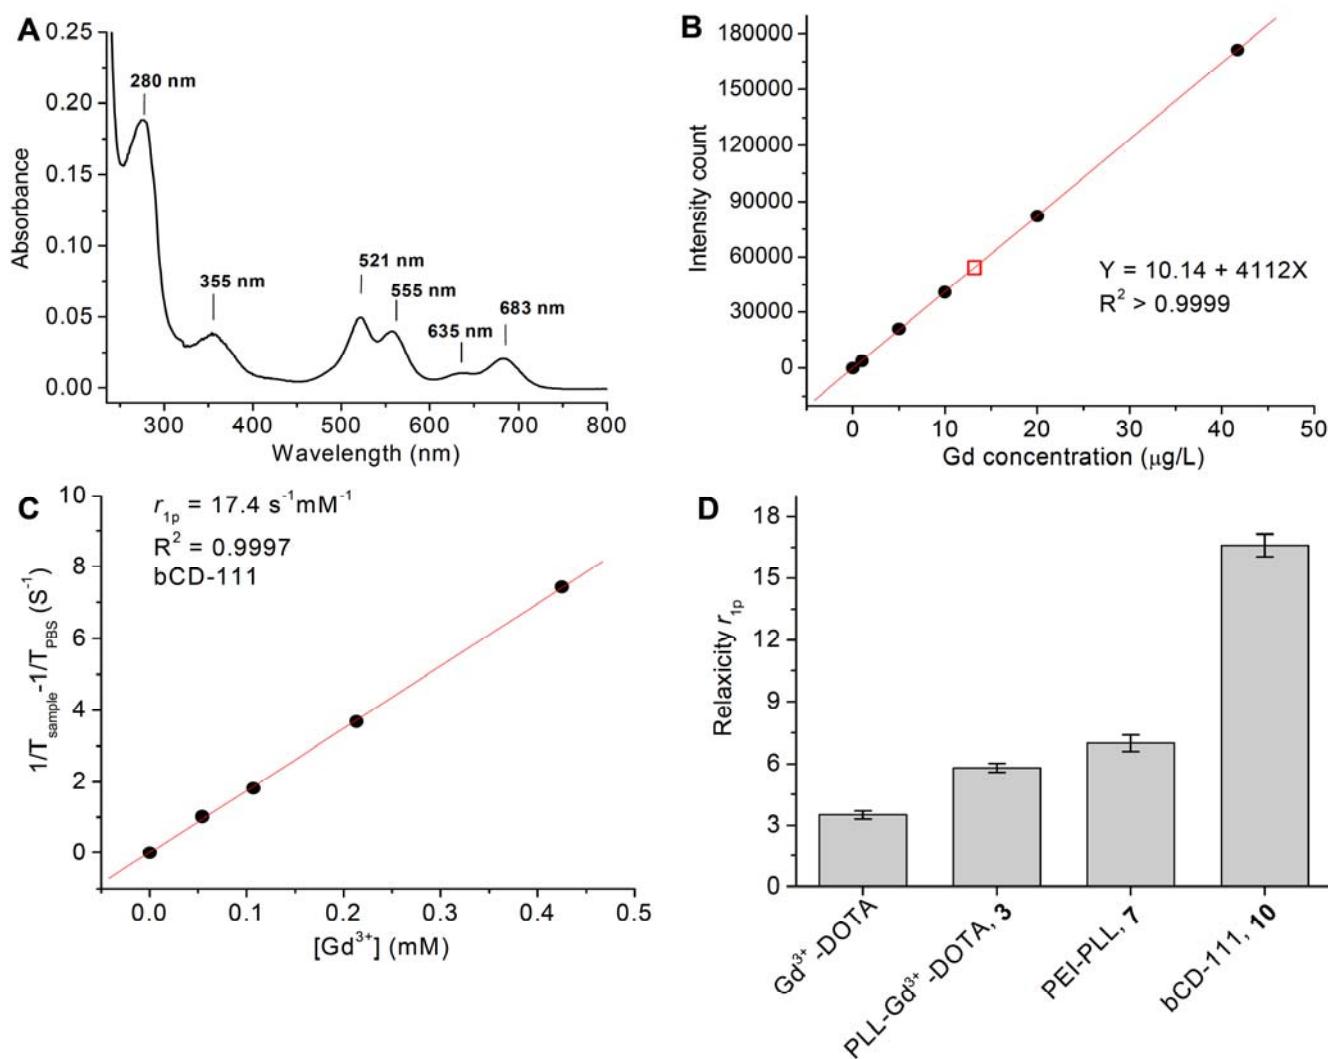 A
0.25
0.20
0.15
0.10
0.05
0.00
Absorbance
280 nm
355 nm
521 nm
555 nm
635 nm
683 nm
300 400 500 600 700 800
Wavelength (nm)
B
180000
150000
120000
90000
60000
30000
0
Intensity count
Y = 10.14 + 4112X
R² > 0.9999
0 10 20 30 40 50
Gd concentration (μg/L)
C
10
8
6
4
2
0
1/T_sample-1/T_PBS (S⁻¹)
r_1p = 17.4 s⁻¹mM⁻¹
R² = 0.9997
bCD-111
0.0 0.1 0.2 0.3 0.4 0.5
[Gd³⁺] (mM)
D
18
15
12
9
6
3
0
Relaxicity r_1p
Gd³⁺-DOTA
PLL-Gd³⁺-DOTA, 3
PEI-PLL, 7
bCD-111, 10